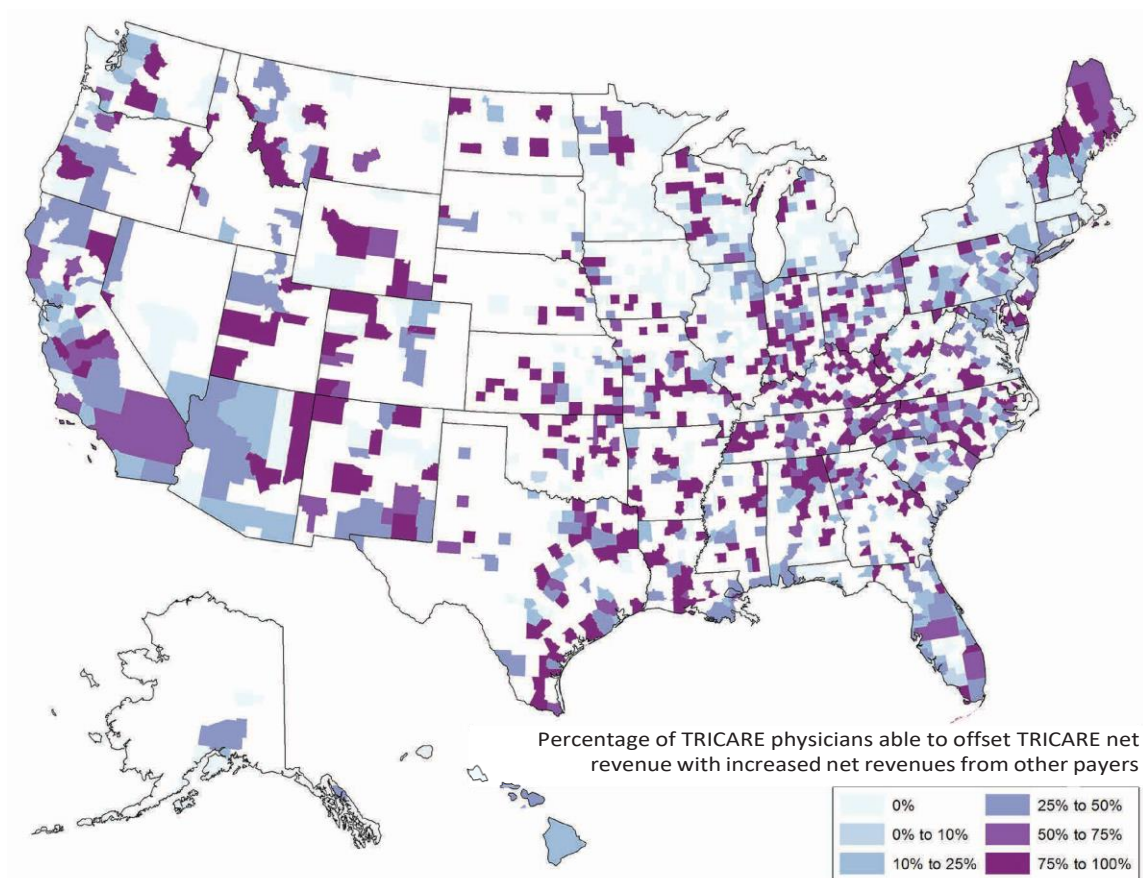 Percentage of TRICARE physicians able to offset TRICARE net
revenue with increased net revenues from other payers
0%
25% to 50%
0% to 10%
50% to 75%
10% to 25%
75% to 100%